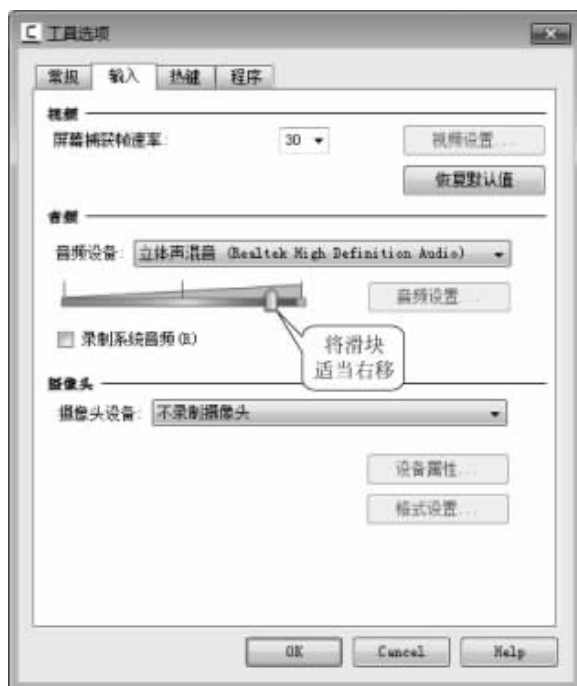 工具选项
常规 输入 热键 程序
视频
屏幕捕获帧速率: 30 视频设置...
恢复默认值
音频
音频设备: 立体声混音 (Realtek High Definition Audio)
音频设置...
录制系统音频(R)
将滑块
适当右移
摄像头
摄像头设备: 不录制摄像头
设备属性...
格式设置...
OK Cancel Help